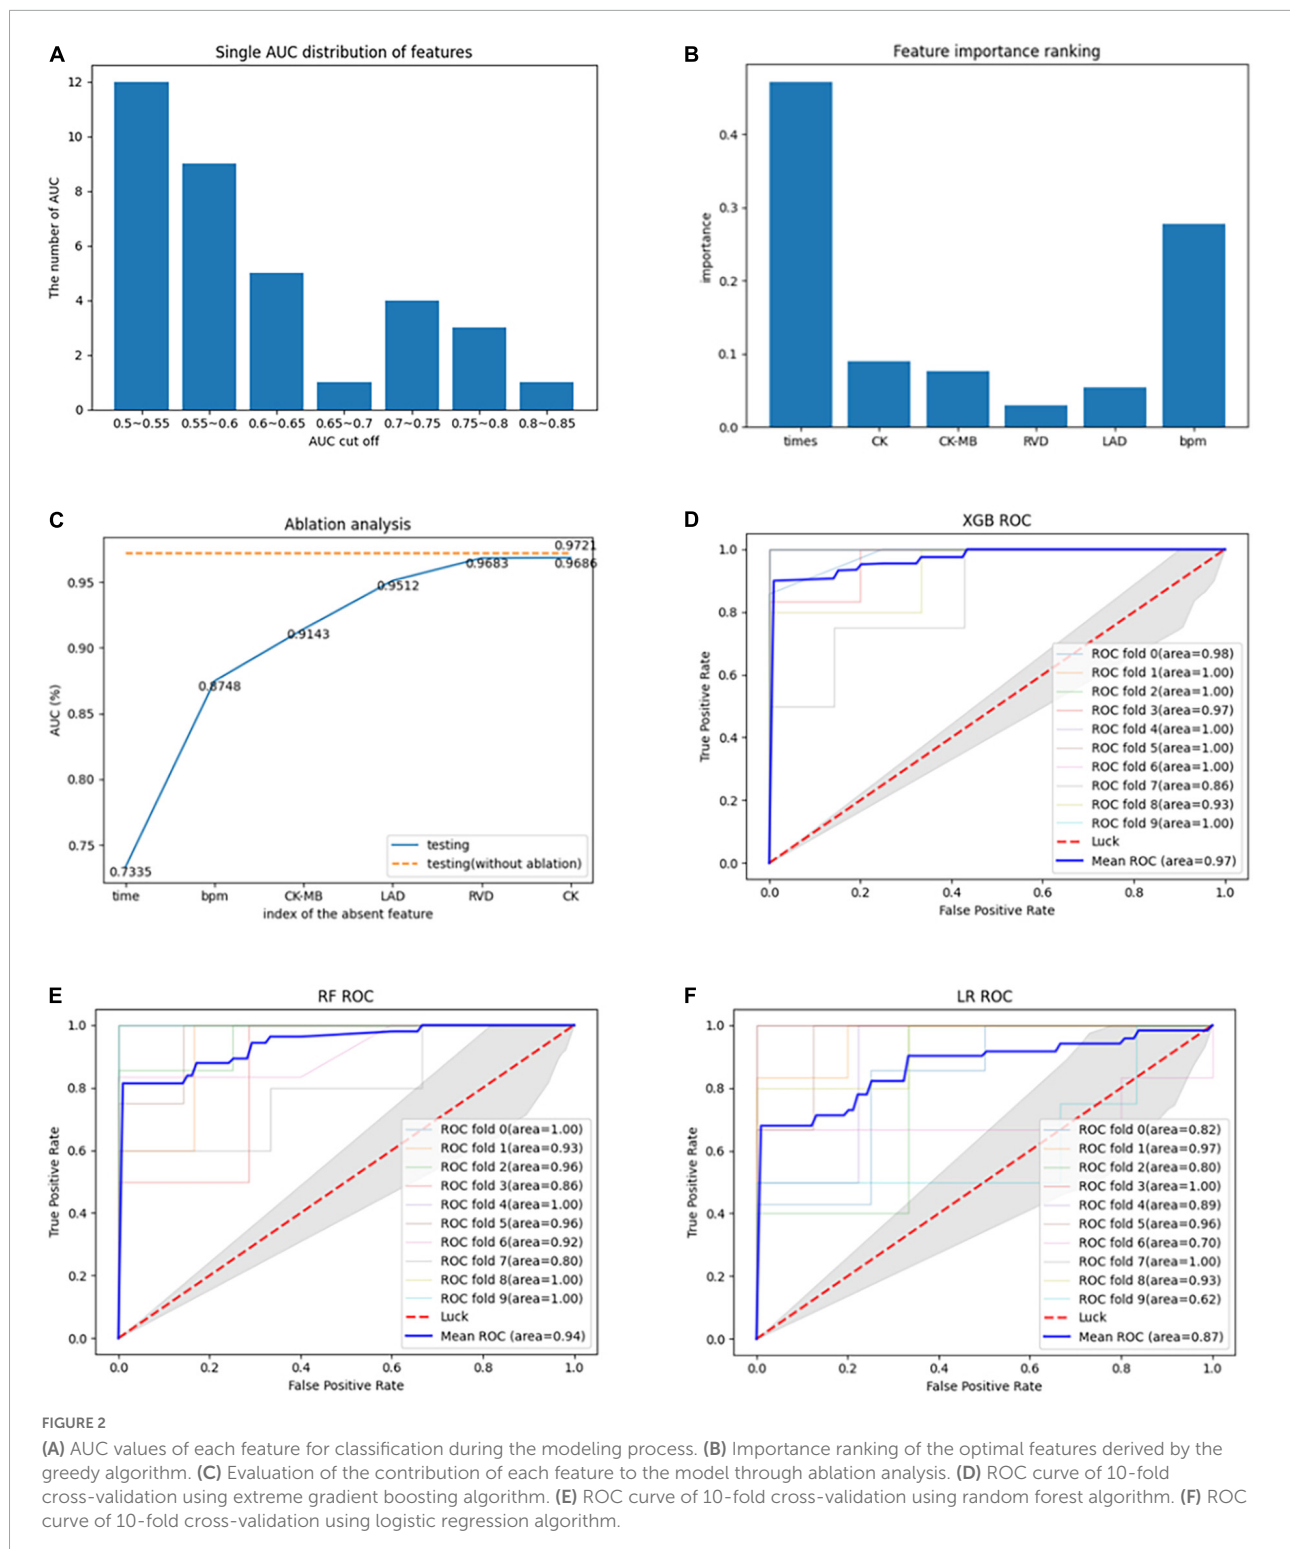 A
Single AUC distribution of features
The number of AUC
12
10
8
6
4
2
0
0.5~0.55 0.55~0.6 0.6~0.65 0.65~0.7 0.7~0.75 0.75~0.8 0.8~0.85
AUC cut off
B
Feature importance ranking
importance
0.4
0.3
0.2
0.1
0.0
times CK CK-MB RVD LAD bpm
C
Ablation analysis
AUC (%)
0.95
0.90
0.85
0.80
0.75
0.9721
0.9683
0.9686
0.9512
0.9143
0.8748
0.7335
testing
testing(without ablation)
time bpm CK-MB LAD RVD CK
index of the absent feature
D
XGB ROC
True Positive Rate
1.0
0.8
0.6
0.4
0.2
0.0
ROC fold 0(area=0.98)
ROC fold 1(area=1.00)
ROC fold 2(area=1.00)
ROC fold 3(area=0.97)
ROC fold 4(area=1.00)
ROC fold 5(area=1.00)
ROC fold 6(area=1.00)
ROC fold 7(area=0.86)
ROC fold 8(area=0.93)
ROC fold 9(area=1.00)
Luck
Mean ROC (area=0.97)
0.0 0.2 0.4 0.6 0.8 1.0
False Positive Rate
E
RF ROC
True Positive Rate
1.0
0.8
0.6
0.4
0.2
0.0
ROC fold 0(area=1.00)
ROC fold 1(area=0.93)
ROC fold 2(area=0.96)
ROC fold 3(area=0.86)
ROC fold 4(area=1.00)
ROC fold 5(area=0.96)
ROC fold 6(area=0.92)
ROC fold 7(area=0.80)
ROC fold 8(area=1.00)
ROC fold 9(area=1.00)
Luck
Mean ROC (area=0.94)
0.0 0.2 0.4 0.6 0.8 1.0
False Positive Rate
F
LR ROC
True Positive Rate
1.0
0.8
0.6
0.4
0.2
0.0
ROC fold 0(area=0.82)
ROC fold 1(area=0.97)
ROC fold 2(area=0.80)
ROC fold 3(area=1.00)
ROC fold 4(area=0.89)
ROC fold 5(area=0.96)
ROC fold 6(area=0.70)
ROC fold 7(area=1.00)
ROC fold 8(area=0.93)
ROC fold 9(area=0.62)
Luck
Mean ROC (area=0.87)
0.0 0.2 0.4 0.6 0.8 1.0
False Positive Rate
FIGURE 2
(A) AUC values of each feature for classification during the modeling process. (B) Importance ranking of the optimal features derived by the
greedy algorithm. (C) Evaluation of the contribution of each feature to the model through ablation analysis. (D) ROC curve of 10-fold
cross-validation using extreme gradient boosting algorithm. (E) ROC curve of 10-fold cross-validation using random forest algorithm. (F) ROC
curve of 10-fold cross-validation using logistic regression algorithm.